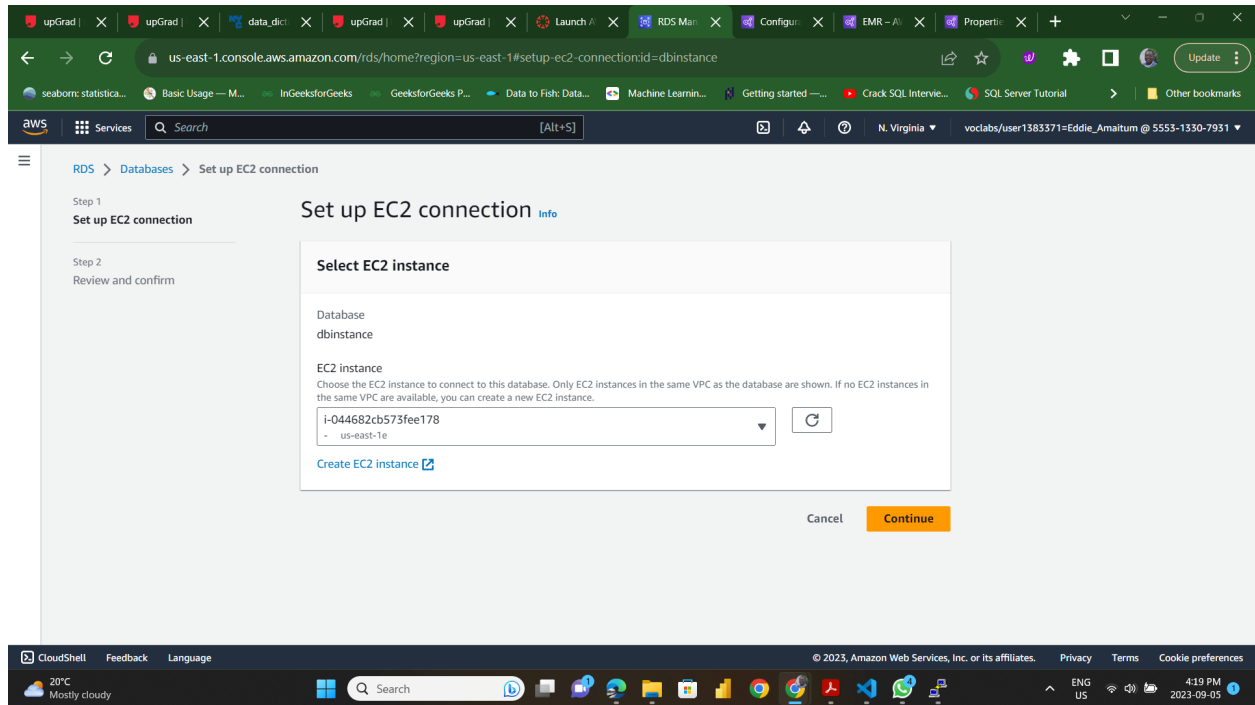 upGrad | upGrad | data_dict upGrad | upGrad | Launch A RDS Man Configura EMR – AW Propertie
us-east-1.console.aws.amazon.com/rds/home?region=us-east-1#setup-ec2-connection:id=dbinstance Update
seaborn: statistica... Basic Usage — M... InGeeksforGeeks GeeksforGeeks P... Data to Fish: Data... Machine Learnin... Getting started —... Crack SQL Intervie... SQL Server Tutorial Other bookmarks
aws Services Search [Alt+S] N. Virginia voclabs/user1383371=Eddie_Amaitum @ 5553-1330-7931
RDS > Databases > Set up EC2 connection
Step 1
Set up EC2 connection
Step 2
Review and confirm
Set up EC2 connection Info
Select EC2 instance
Database
dbinstance
EC2 instance
Choose the EC2 instance to connect to this database. Only EC2 instances in the same VPC as the database are shown. If no EC2 instances in
the same VPC are available, you can create a new EC2 instance.
i-044682cb573fee178
- us-east-1e
Create EC2 instance
Cancel Continue
CloudShell Feedback Language © 2023, Amazon Web Services, Inc. or its affiliates. Privacy Terms Cookie preferences
20°C
Mostly cloudy
Search
ENG
US
4:19 PM
2023-09-05
1